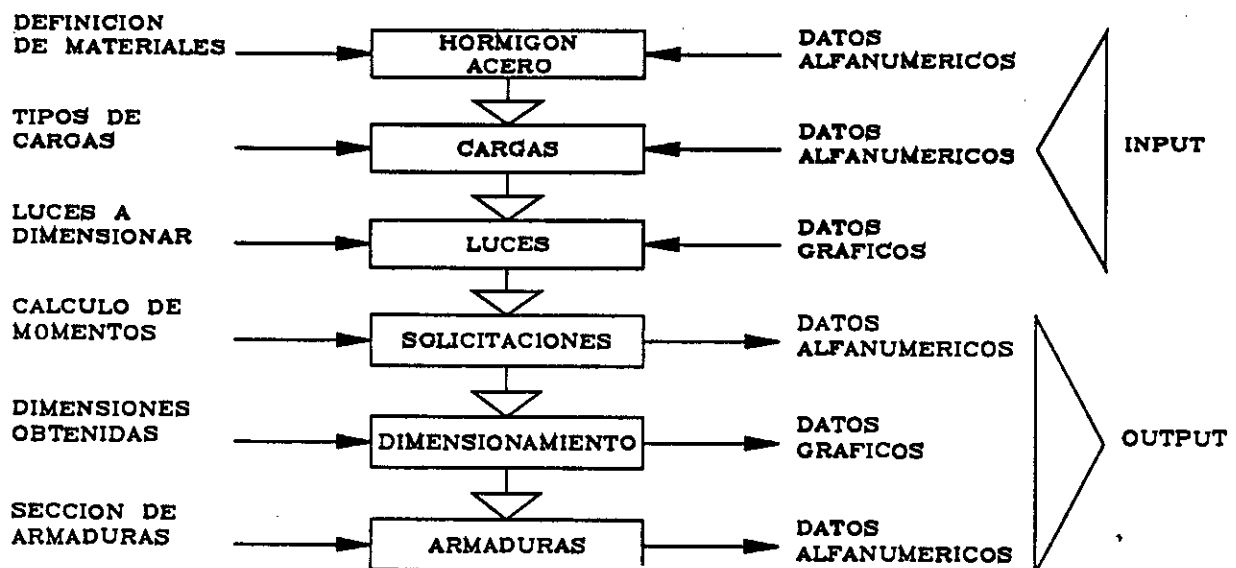 DEFINICION
DE MATERIALES
HORMIGON
ACERO
DATOS
ALFANUMERICOS
TIPOS DE
CARGAS
CARGAS
DATOS
ALFANUMERICOS
INPUT
LUCES A
DIMENSIONAR
LUCES
DATOS
GRÁFICOS
CALCULO DE
MOMENTOS
SOLICITACIONES
DATOS
ALFANUMERICOS
DIMENSIONES
OBTENIDAS
DIMENSIONAMIENTO
DATOS
GRAFICOS
OUTPUT
SECCION DE
ARMADURAS
ARMADURAS
DATOS
ALFANUMERICOS